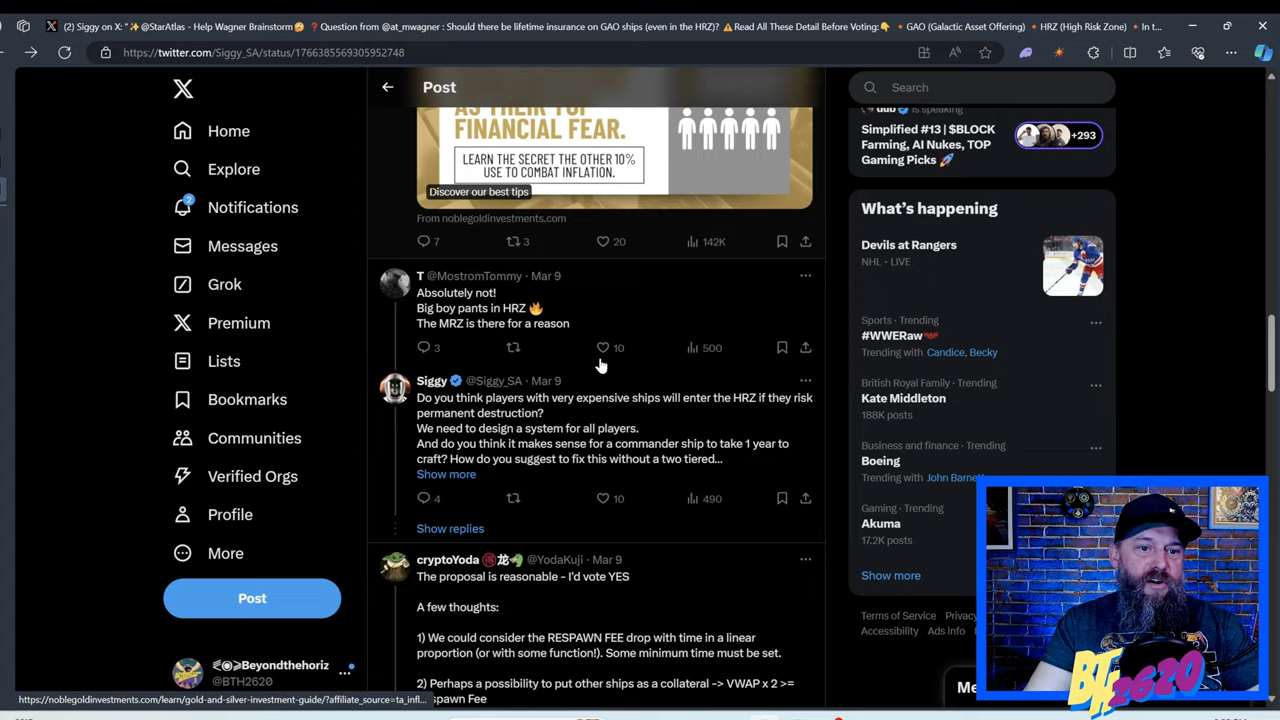 (2) Siggy on X: "✨@StarAtlas - Help Wagner Brainstorm🤔 ❓Question from @at_mwagner : Should there be lifetime insurance on GAO ships (even in the HRZ)? ⚠️Read All These Detail Before Voting:👇 🔸GAO (Galactic Asset Offering) 🔸HRZ (High Risk Zone) 🔸In t...
https://twitter.com/Siggy_SA/status/1766385569305952748
Home
Explore
2
Notifications
Messages
Grok
Premium
Lists
Bookmarks
Communities
Verified Orgs
Profile
More
Post
Beyondthehoriz
@BTH2620
https://noblegoldinvestments.com/learn/gold-and-silver-investment-guide/?affiliate_source=ta_infl...
Post
AS THEIR TOP
FINANCIAL FEAR.
LEARN THE SECRET THE OTHER 10%
USE TO COMBAT INFLATION.
Discover our best tips
From noblegoldinvestments.com
7 3 20 142K
T @MostromTommy · Mar 9
Absolutely not!
Big boy pants in HRZ 🔥
The MRZ is there for a reason
3 10 500
Siggy @Siggy_SA · Mar 9
Do you think players with very expensive ships will enter the HRZ if they risk
permanent destruction?
We need to design a system for all players.
And do you think it makes sense for a commander ship to take 1 year to
craft? How do you suggest to fix this without a two tiered...
Show more
4 10 490
Show replies
cryptoYoda 龙 @YodaKuji · Mar 9
The proposal is reasonable - I'd vote YES
A few thoughts:
1) We could consider the RESPAWN FEE drop with time in a linear
proportion (or with some function!). Some minimum time must be set.
2) Perhaps a possibility to put other ships as a collateral -> VWAP x 2 >=
spawn Fee
Search
dub is speaking
Simplified #13 | $BLOCK
Farming, AI Nukes, TOP
Gaming Picks 🚀
+293
What's happening
Devils at Rangers
NHL · LIVE
Sports · Trending
#WWERaw
Trending with Candice, Becky
British Royal Family · Trending
Kate Middleton
188K posts
Business and finance · Trending
Boeing
Trending with John Barnett
Gaming · Trending
Akuma
17.2K posts
Show more
Terms of Service Privacy
Accessibility Ads info
Me
BTH2620